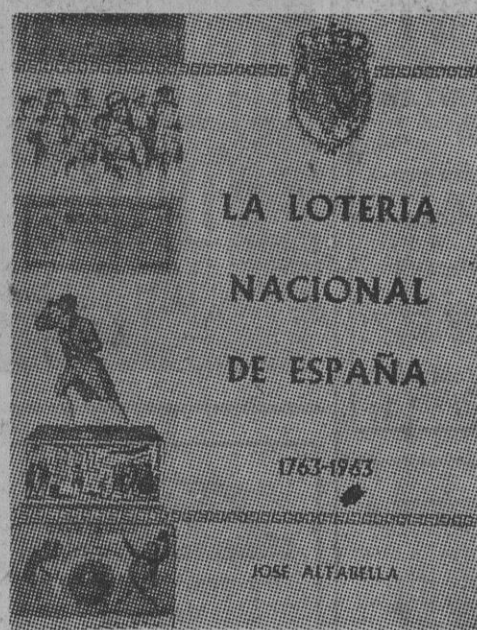 LA LOTERIA
NACIONAL
DE ESPAÑA
1763-1963
JOSE ALTABELLA